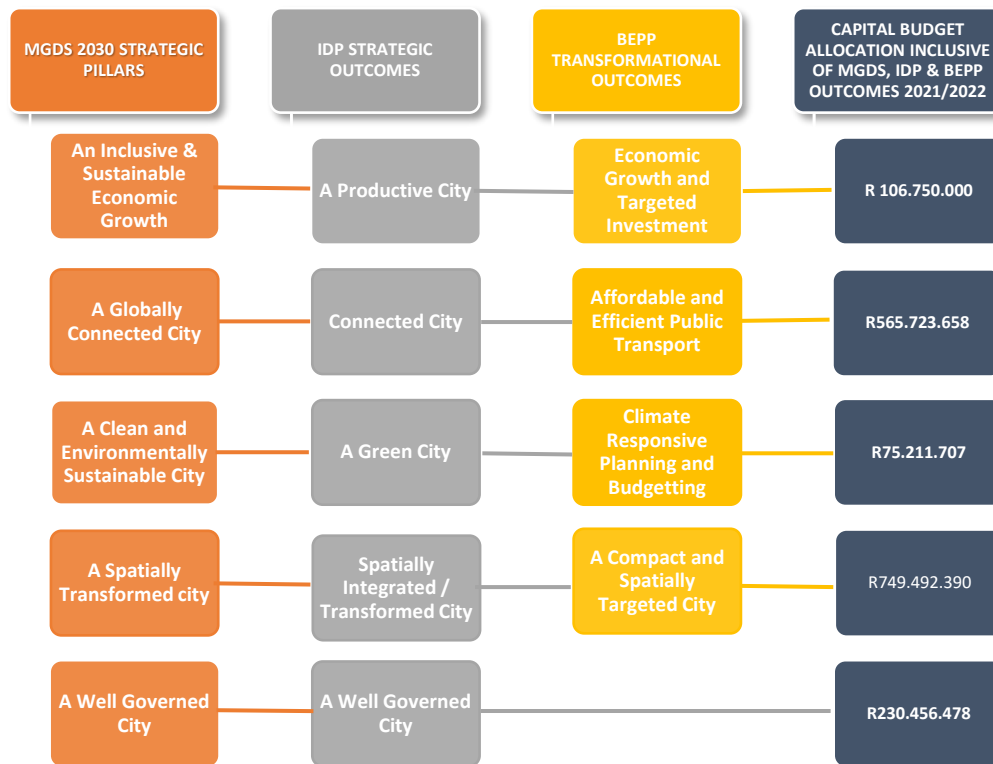 MGDS 2030 STRATEGIC
PILLARS
IDP STRATEGIC
OUTCOMES
BEPP
TRANSFORMATIONAL
OUTCOMES
CAPITAL BUDGET
ALLOCATION INCLUSIVE
OF MGDS, IDP & BEPP
OUTCOMES 2021/2022
An Inclusive &
Sustainable
Economic
Growth
A Productive City
Economic
Growth and
Targeted
Investment
R 106.750.000
A Globally
Connected City
Connected City
Affordable and
Efficient Public
Transport
R565.723.658
A Clean and
Environmentally
Sustainable City
A Green City
Climate
Responsive
Planning and
Budgetting
R75.211.707
A Spatially
Transformed city
Spatially
Integrated /
Transformed City
A Compact and
Spatially
Targeted City
R749.492.390
A Well Governed
City
A Well Governed
City
R230.456.478